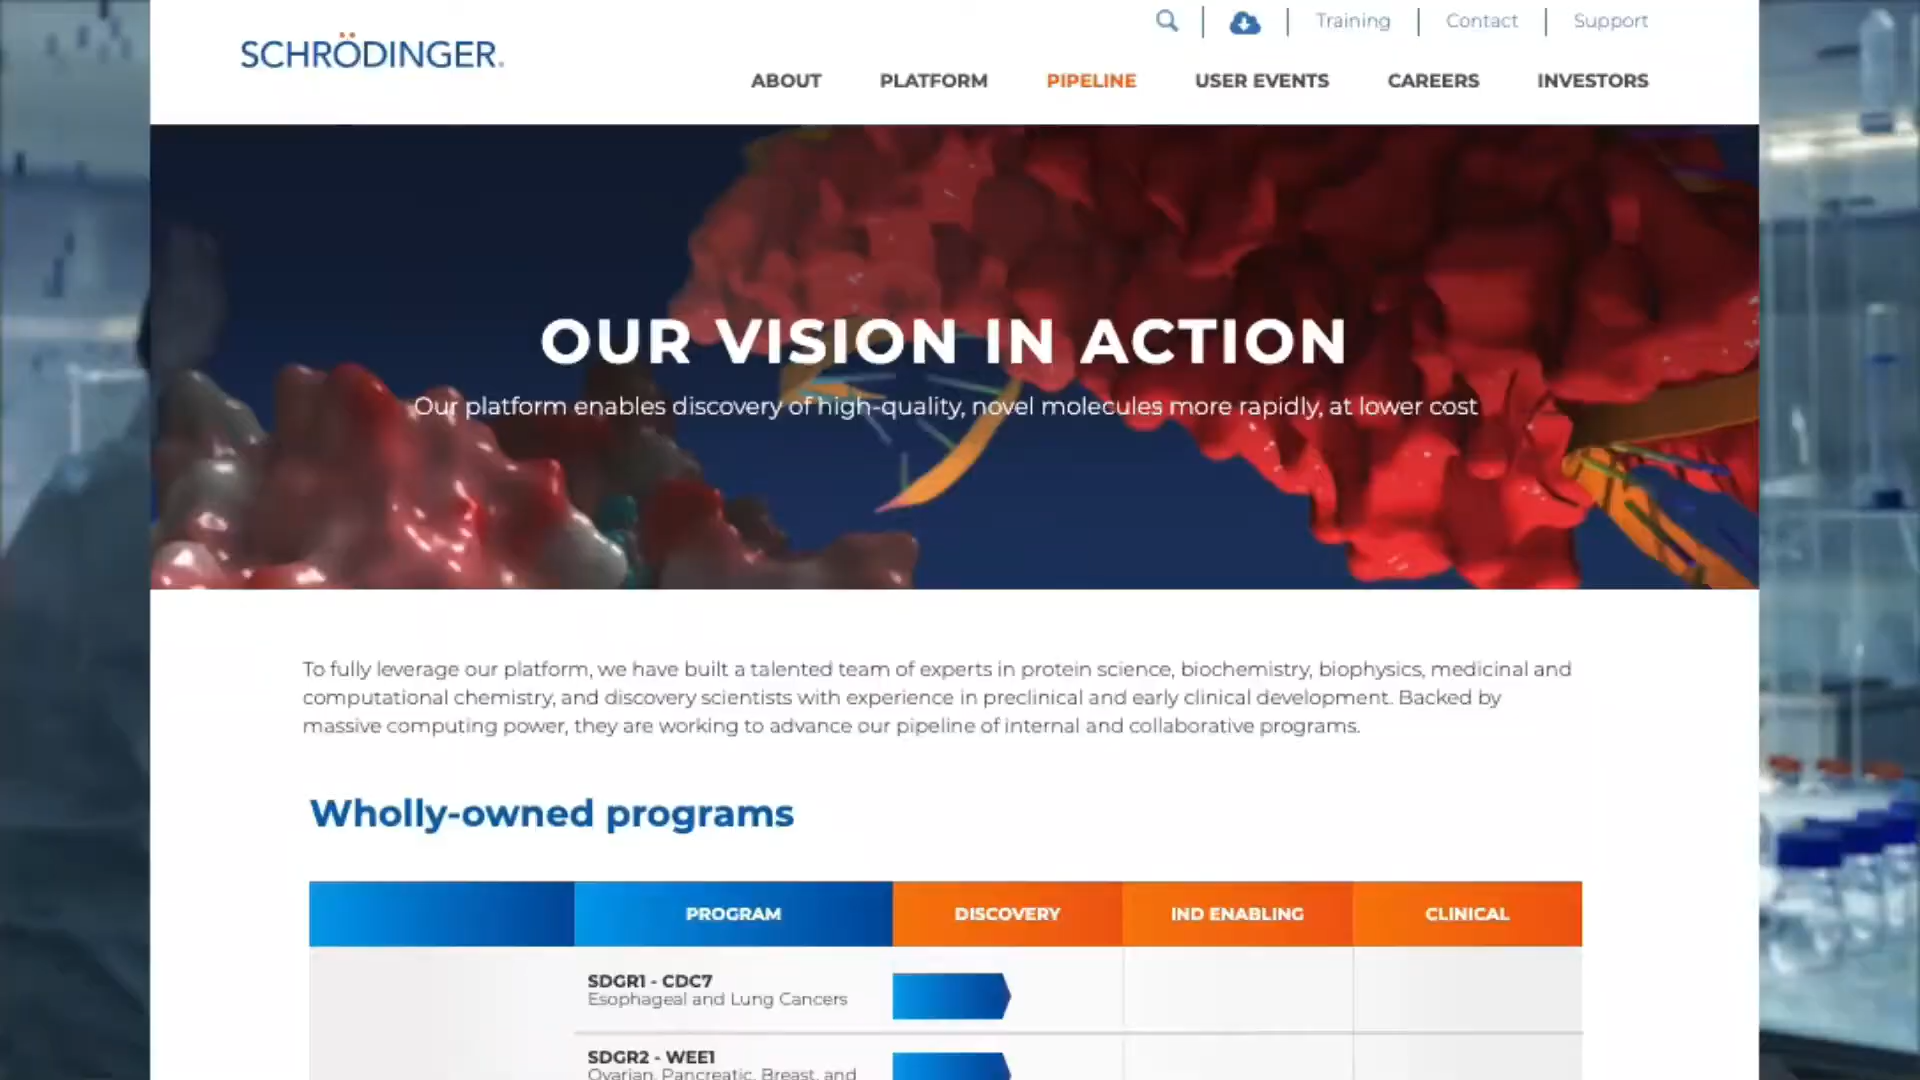 Training
Contact
Support
SCHRÖDINGER.
ABOUT
PLATFORM
PIPELINE
USER EVENTS
CAREERS
INVESTORS
OUR VISION IN ACTION
Our platform enables discovery of high-quality, novel molecules more rapidly, at lower cost
To fully leverage our platform, we have built a talented team of experts in protein science, biochemistry, biophysics, medicinal and
computational chemistry, and discovery scientists with experience in preclinical and early clinical development. Backed by
massive computing power, they are working to advance our pipeline of internal and collaborative programs.
Wholly-owned programs
PROGRAM
DISCOVERY
IND ENABLING
CLINICAL
SDGR1 - CDC7
Esophageal and Lung Cancers
SDGR2 - WEE1
Ovarian, Pancreatic, Breast, and